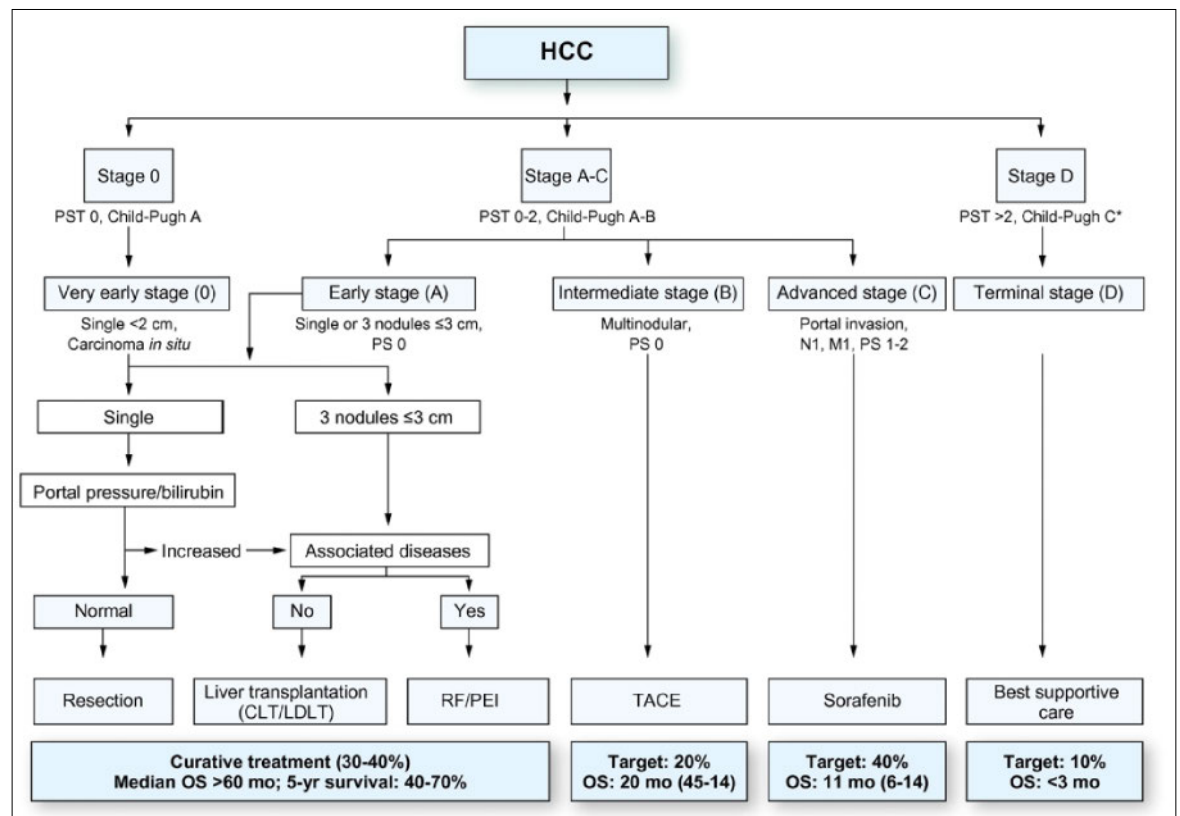 HCC
Stage 0
Stage A-C
Stage D
PST 0, Child-Pugh A
PST 0-2, Child-Pugh A-B
PST >2, Child-Pugh C*
Very early stage (0)
Early stage (A)
Intermediate stage (B)
Advanced stage (C)
Terminal stage (D)
Single <2 cm,
Carcinoma in situ
Single or 3 nodules ≤3 cm,
PS 0
Multinodular,
PS 0
Portal invasion,
N1, M1, PS 1-2
Single
3 nodules ≤3 cm
Portal pressure/bilirubin
Increased
Associated diseases
Normal
No
Yes
Resection
Liver transplantation
(CLT/LDLT)
RF/PEI
TACE
Sorafenib
Best supportive
care
Curative treatment (30-40%)
Median OS >60 mo; 5-yr survival: 40-70%
Target: 20%
OS: 20 mo (45-14)
Target: 40%
OS: 11 mo (6-14)
Target: 10%
OS: <3 mo